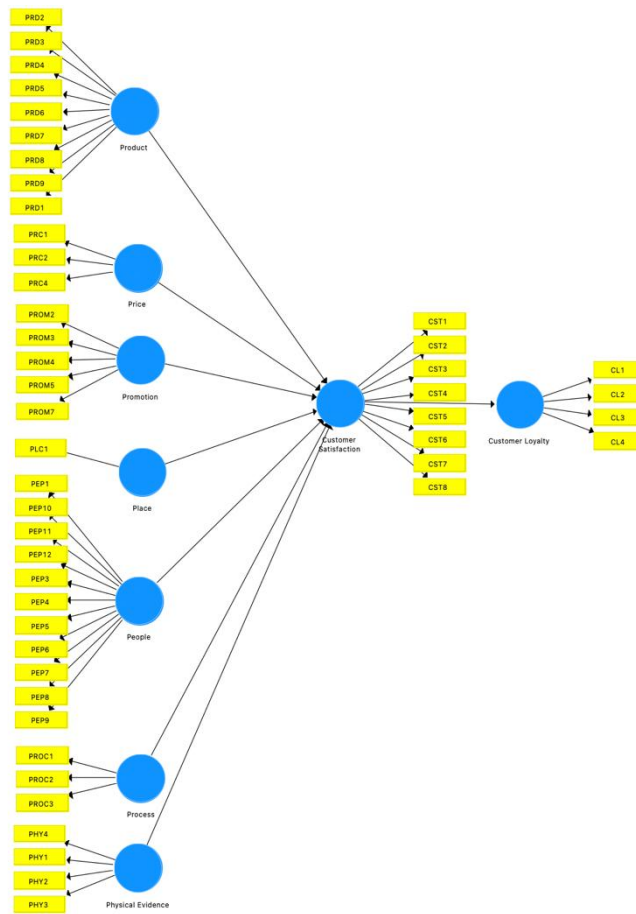 PRD2
PRD3
PRD4
PRD5
PRD6
PRD7
PRD8
PRD9
PRD1
Product
PRC1
PRC2
PRC4
Price
PROM2
PROM3
PROM4
PROM5
PROM7
Promotion
PLC1
Place
PEP1
PEP10
PEP11
PEP12
PEP3
PEP4
PEP5
PEP6
PEP7
PEP8
PEP9
People
PROC1
PROC2
PROC3
Process
PHY4
PHY1
PHY2
PHY3
Physical Evidence
Customer
Satisfaction
CST1
CST2
CST3
CST4
CST5
CST6
CST7
CST8
Customer Loyalty
CL1
CL2
CL3
CL4